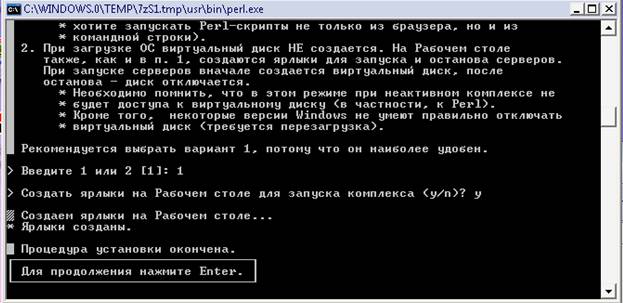 C:\WINDOWS.0\TEMP\7zS1.tmp\usr\bin\perl.exe
* хотите запускать Perl-скрипты не только из браузера, но и из
* командной строки).
2. При загрузке ОС виртуальный диск НЕ создается. На Рабочем столе
также, как и в п. 1, создаются ярлыки для запуска и останова серверов.
При запуске серверов вначале создается виртуальный диск, после
останова - диск отключается.
* Необходимо помнить, что в этом режиме при неактивном комплексе не
* будет доступа к виртуальному диску (в частности, к Perl).
* Кроме того, некоторые версии Windows не умеют правильно отключать
* виртуальный диск (требуется перезагрузка).
Рекомендуется выбрать вариант 1, потому что он наиболее удобен.
> Введите 1 или 2 [1]: 1
> Создать ярлыки на Рабочем столе для запуска комплекса (y/n)? y
Создаем ярлыки на Рабочем столе...
* Ярлыки созданы.
Процедура установки окончена.
Для продолжения нажмите Enter.